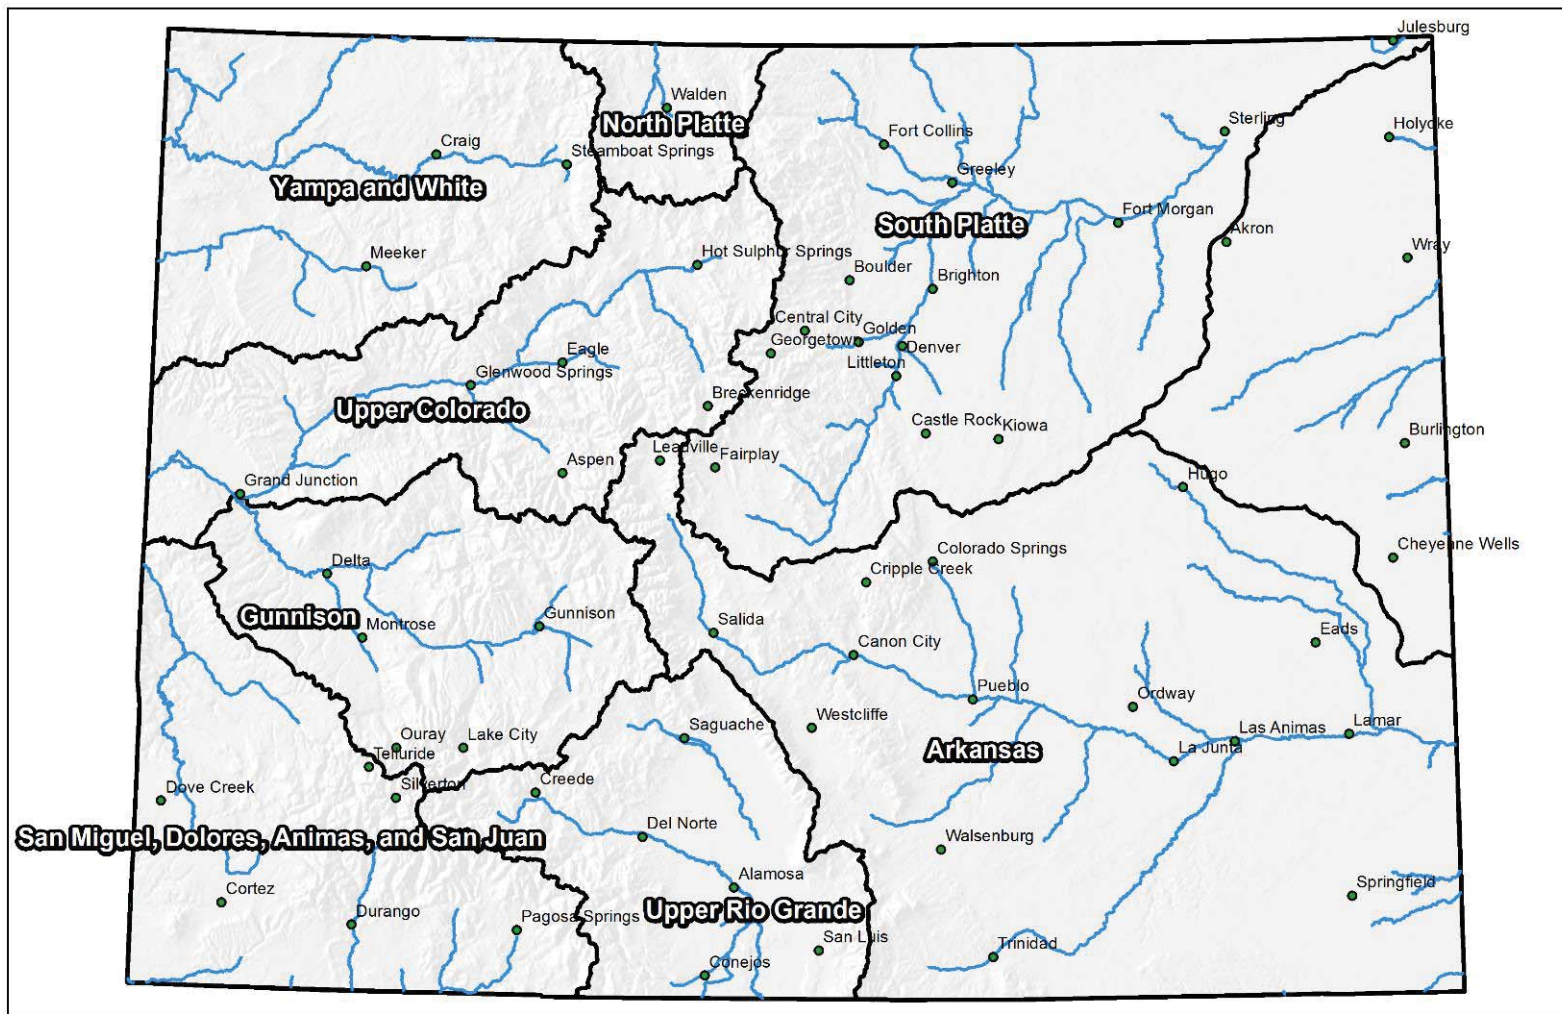 Julesburg
Walden
North Platte
Sterling
Holyoke
Fort Collins
Craig
Steamboat Springs
Yampa and White
Greeley
South Platte
Fort Morgan
Akron
Wray
Meeker
Hot Sulphur Springs
Boulder
Brighton
Central City
Golden
Georgetown
Denver
Eagle
Littleton
Glenwood Springs
Breckenridge
Upper Colorado
Castle Rock
Kiowa
Burlington
Leadville
Fairplay
Aspen
Grand Junction
Hugo
Colorado Springs
Cheyenne Wells
Delta
Cripple Creek
Gunnison
Gunnison
Montrose
Salida
Eads
Canon City
Pueblo
Ordway
Westcliffe
Saguache
Las Animas
Lamar
Ouray
Lake City
Arkansas
La Junta
Telluride
Silverton
Creede
Dove Creek
San Miguel, Dolores, Animas, and San Juan
Del Norte
Walsenburg
Cortez
Alamosa
Springfield
Durango
Pagosa Springs
Upper Rio Grande
San Luis
Trinidad
Conejos